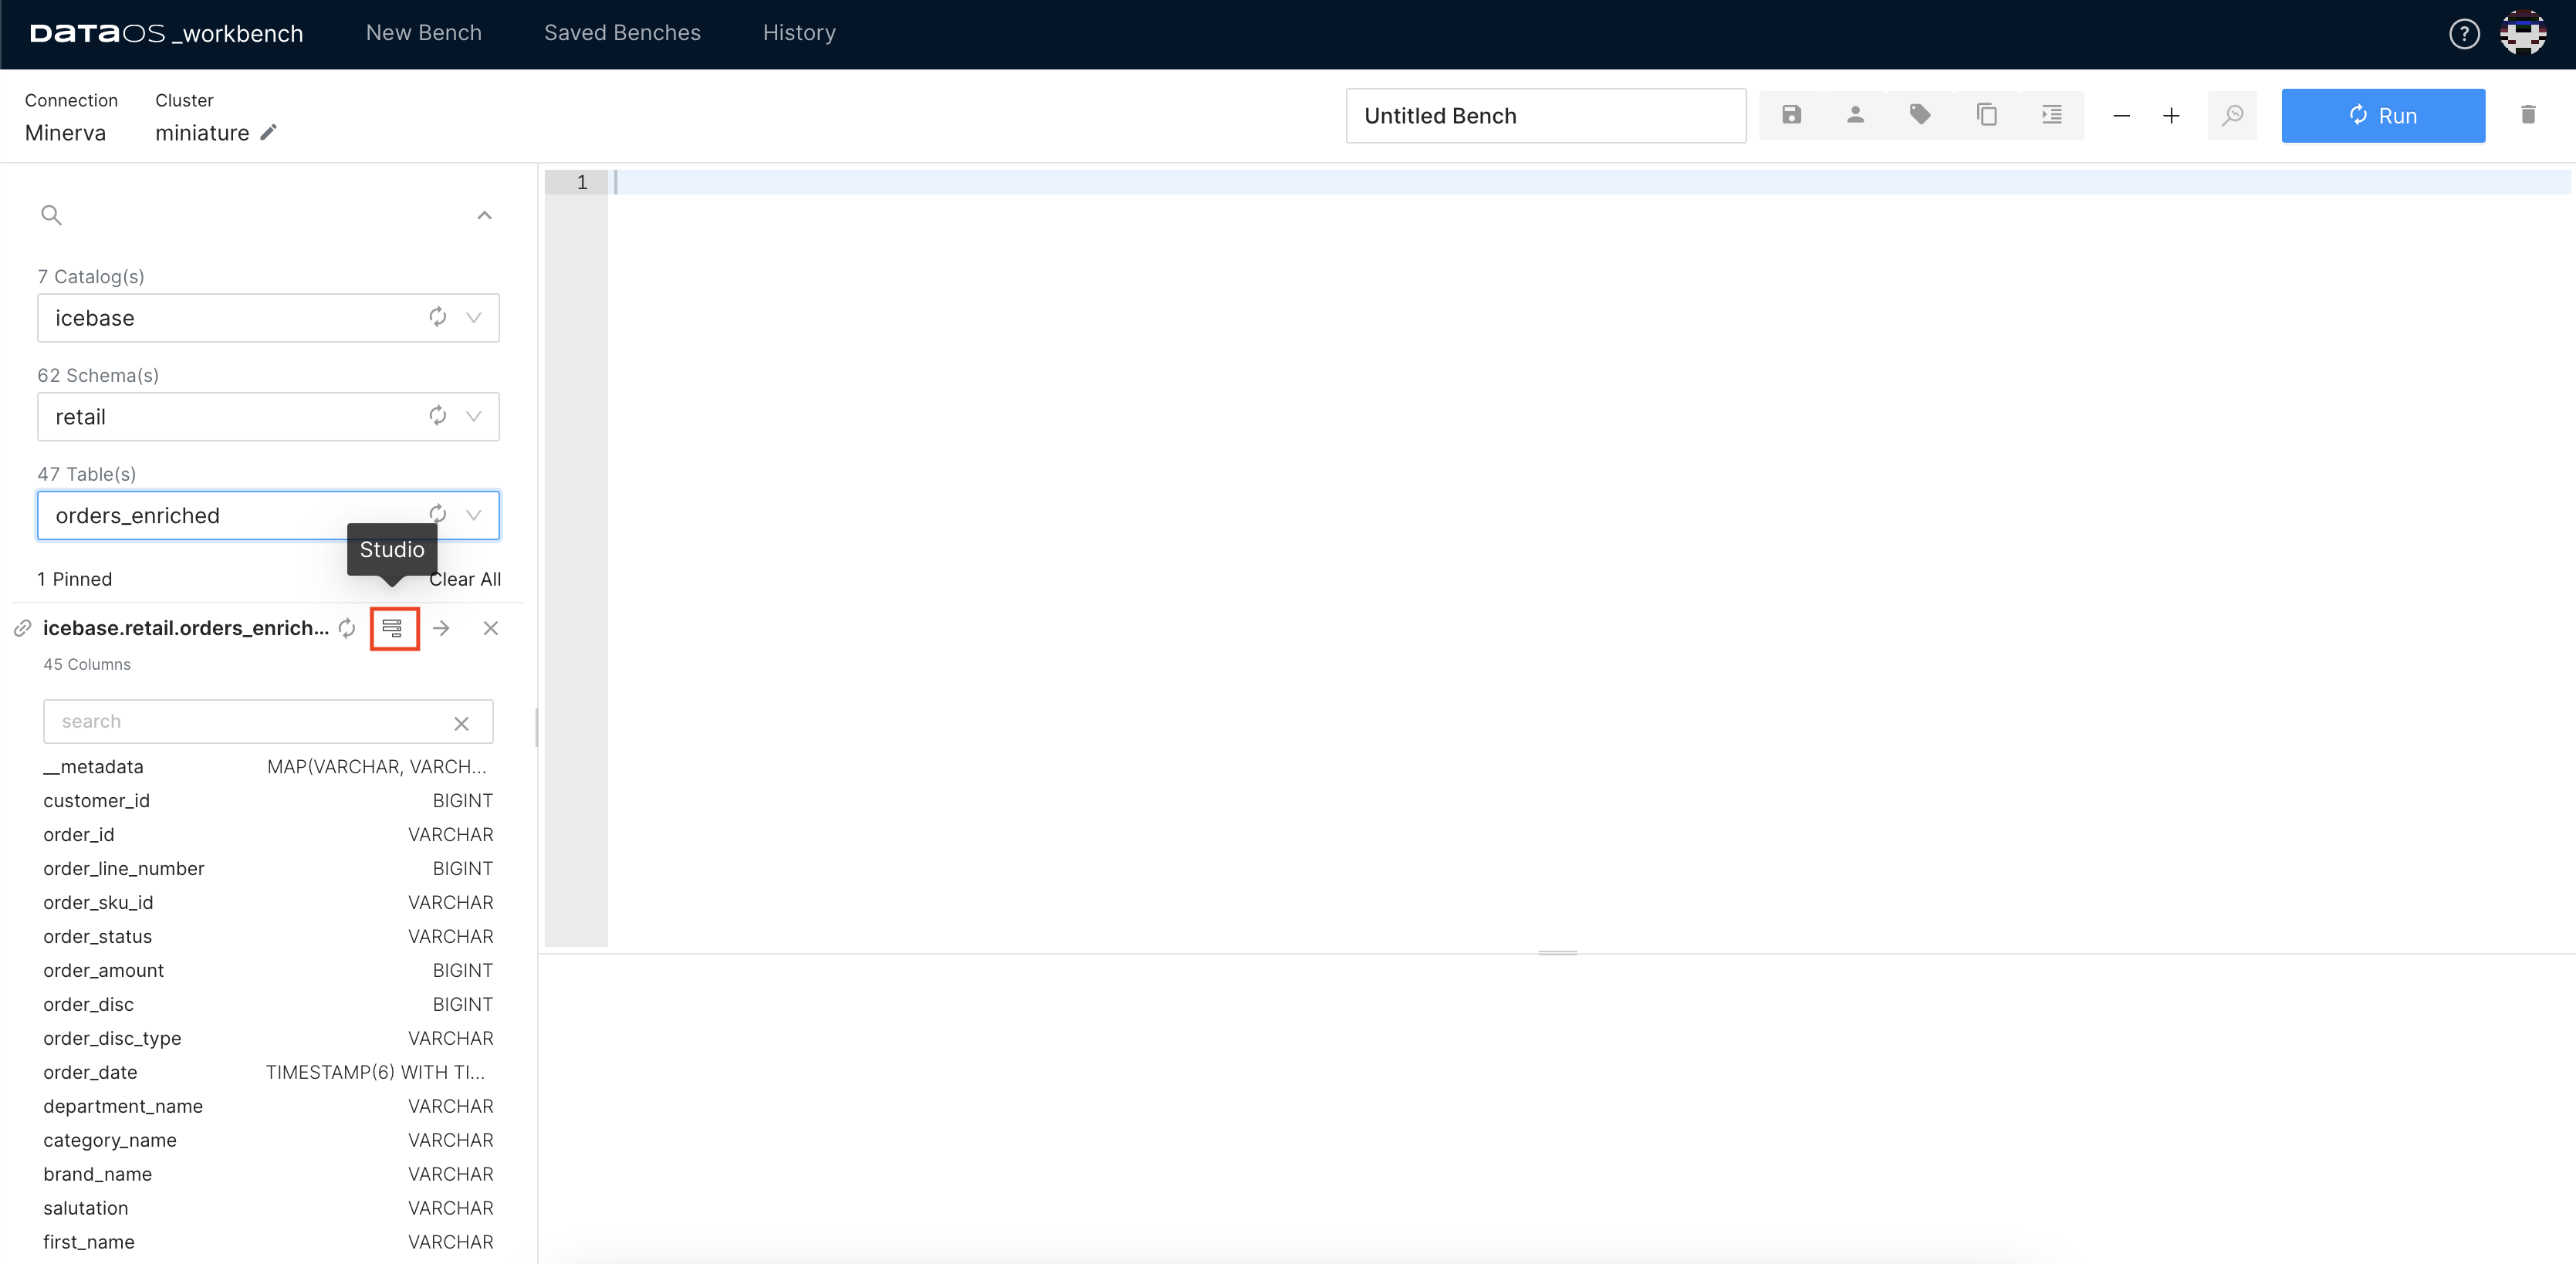 DATAOS _workbench New Bench Saved Benches History ?
Connection Cluster
Minerva miniature
Untitled Bench
Run
1
7 Catalog(s)
icebase
62 Schema(s)
retail
47 Table(s)
orders_enriched
Studio
1 Pinned Clear All
icebase.retail.orders_enrich...
45 Columns
search
__metadata MAP(VARCHAR, VARCH...
customer_id BIGINT
order_id VARCHAR
order_line_number BIGINT
order_sku_id VARCHAR
order_status VARCHAR
order_amount BIGINT
order_disc BIGINT
order_disc_type VARCHAR
order_date TIMESTAMP(6) WITH TI...
department_name VARCHAR
category_name VARCHAR
brand_name VARCHAR
salutation VARCHAR
first_name VARCHAR